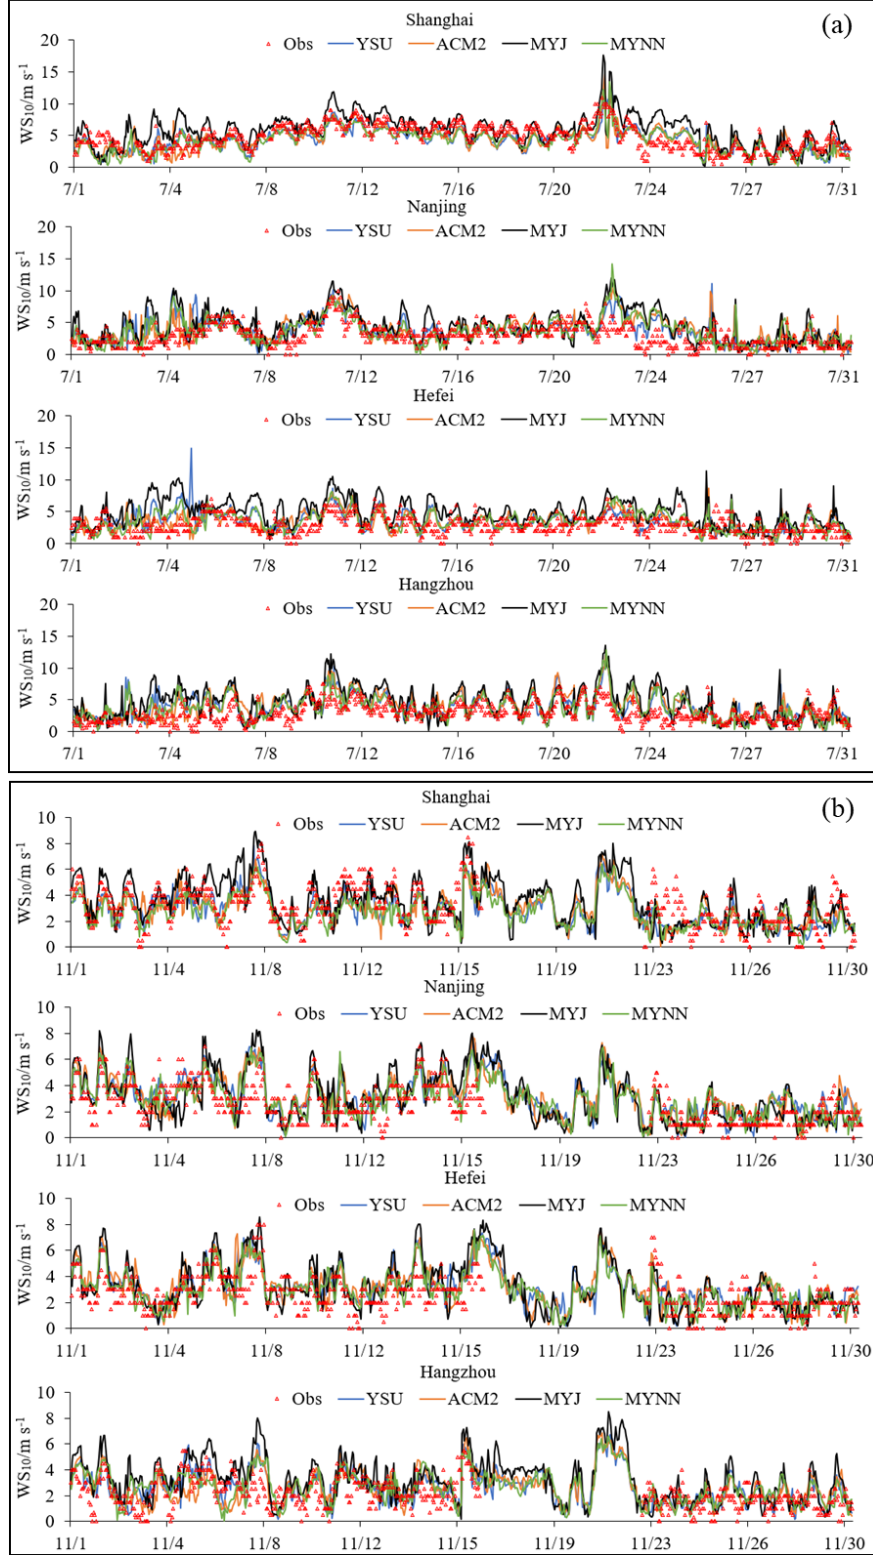 Shanghai
(a)
Obs YSU ACM2 MYJ MYNN
WS10/m s-1
20
15
10
5
0
7/1 7/4 7/8 7/12 7/16 7/20 7/24 7/27 7/31
Nanjing
Obs YSU ACM2 MYJ MYNN
WS10/m s-1
20
15
10
5
0
7/1 7/4 7/8 7/12 7/16 7/20 7/24 7/27 7/31
Hefei
Obs YSU ACM2 MYJ MYNN
WS10/m s-1
20
15
10
5
0
7/1 7/4 7/8 7/12 7/16 7/20 7/24 7/27 7/31
Hangzhou
Obs YSU ACM2 MYJ MYNN
WS10/m s-1
20
15
10
5
0
7/1 7/4 7/8 7/12 7/16 7/20 7/24 7/27 7/31
Shanghai
(b)
Obs YSU ACM2 MYJ MYNN
WS10/m s-1
10
8
6
4
2
0
11/1 11/4 11/8 11/12 11/15 11/19 11/23 11/26 11/30
Nanjing
Obs YSU ACM2 MYJ MYNN
WS10/m s-1
10
8
6
4
2
0
11/1 11/4 11/8 11/12 11/15 11/19 11/23 11/26 11/30
Hefei
Obs YSU ACM2 MYJ MYNN
WS10/m s-1
10
8
6
4
2
0
11/1 11/4 11/8 11/12 11/15 11/19 11/23 11/26 11/30
Hangzhou
Obs YSU ACM2 MYJ MYNN
WS10/m s-1
10
8
6
4
2
0
11/1 11/4 11/8 11/12 11/15 11/19 11/23 11/26 11/30